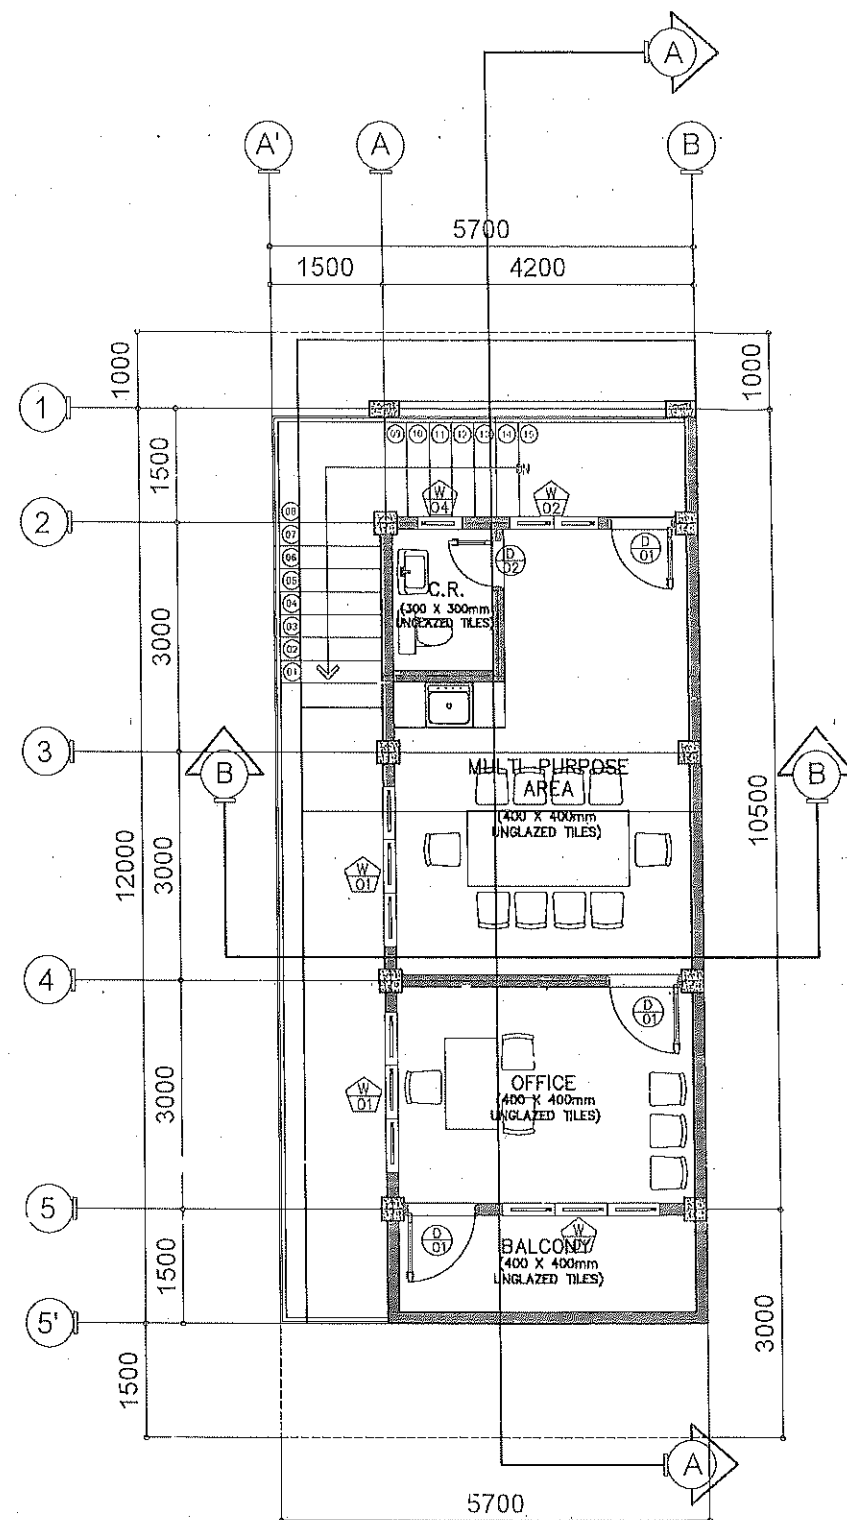 A
A'
A
B
5700
1500
4200
1000
1000
1
1500
09
10
11
12
13
14
15
DN
W
04
W
02
2
08
07
06
05
04
03
02
01
D
01
D
02
C.R.
(300 X 300mm
UNGLAZED TILES)
3000
3
B
B
MULTI-PURPOSE
AREA
(400 X 400mm
UNGLAZED TILES)
10500
12000
3000
W
01
4
D
01
3000
W
01
OFFICE
(400 X 400mm
UNGLAZED TILES)
5
D
01
W
BALCONY
(400 X 400mm
UNGLAZED TILES)
1500
5'
3000
1500
A
5700